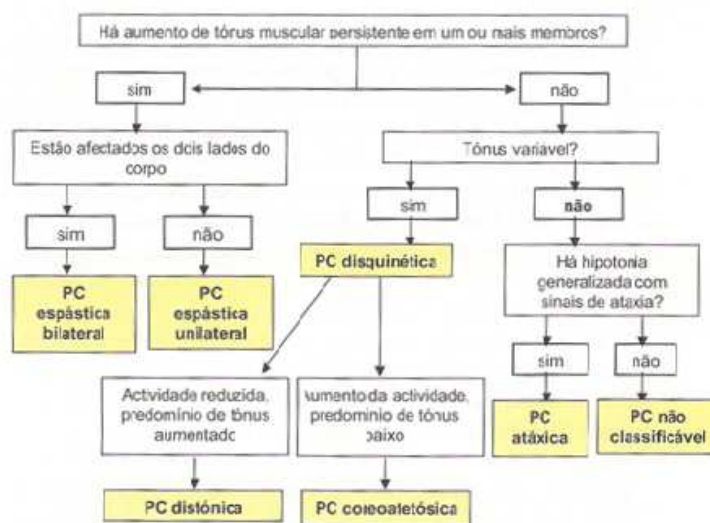 Há aumento de tónus muscular persistente em um ou mais membros?
sim
não
Estão afectados os dois lados do
corpo
Tónus variavel?
sim
não
sim
não
PC
espástica
bilateral
PC
espástica
unilateral
PC disquinética
Há hipotonia
generalizada com
sinais de ataxia?
sim
não
Actividade reduzida,
predomínio de tónus
aumentado
Aumento da actividade,
predominio de tónus
baixo
PC
atáxica
PC não
classificável
PC distónica
PC coreoatetósica